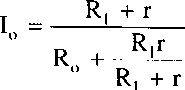 I₀ = (R₁ + r) / (R₀ + R₁r / (R₁ + r))